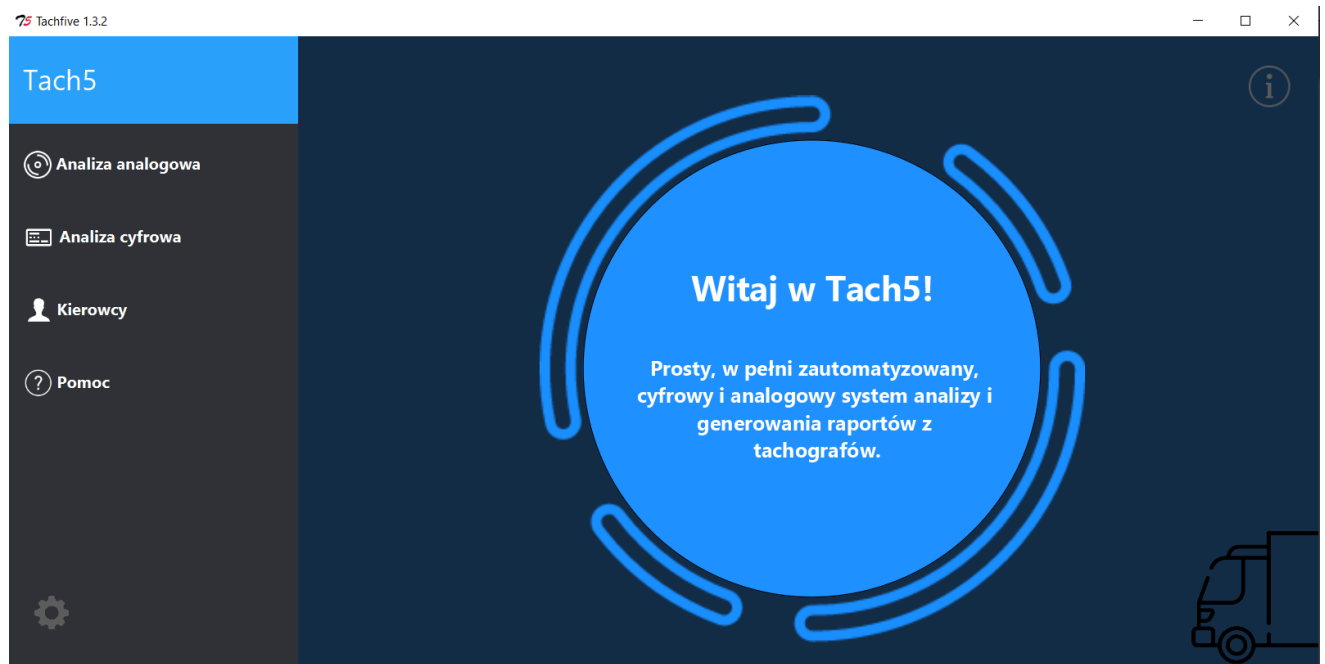 75 Tachfive 1.3.2
Tach5
Analiza analogowa
Analiza cyfrowa
Kierowcy
? Pomoc
i
Witaj w Tach5!
Prosty, w pełni zautomatyzowany,
cyfrowy i analogowy system analizy i
generowania raportów z
tachografów.